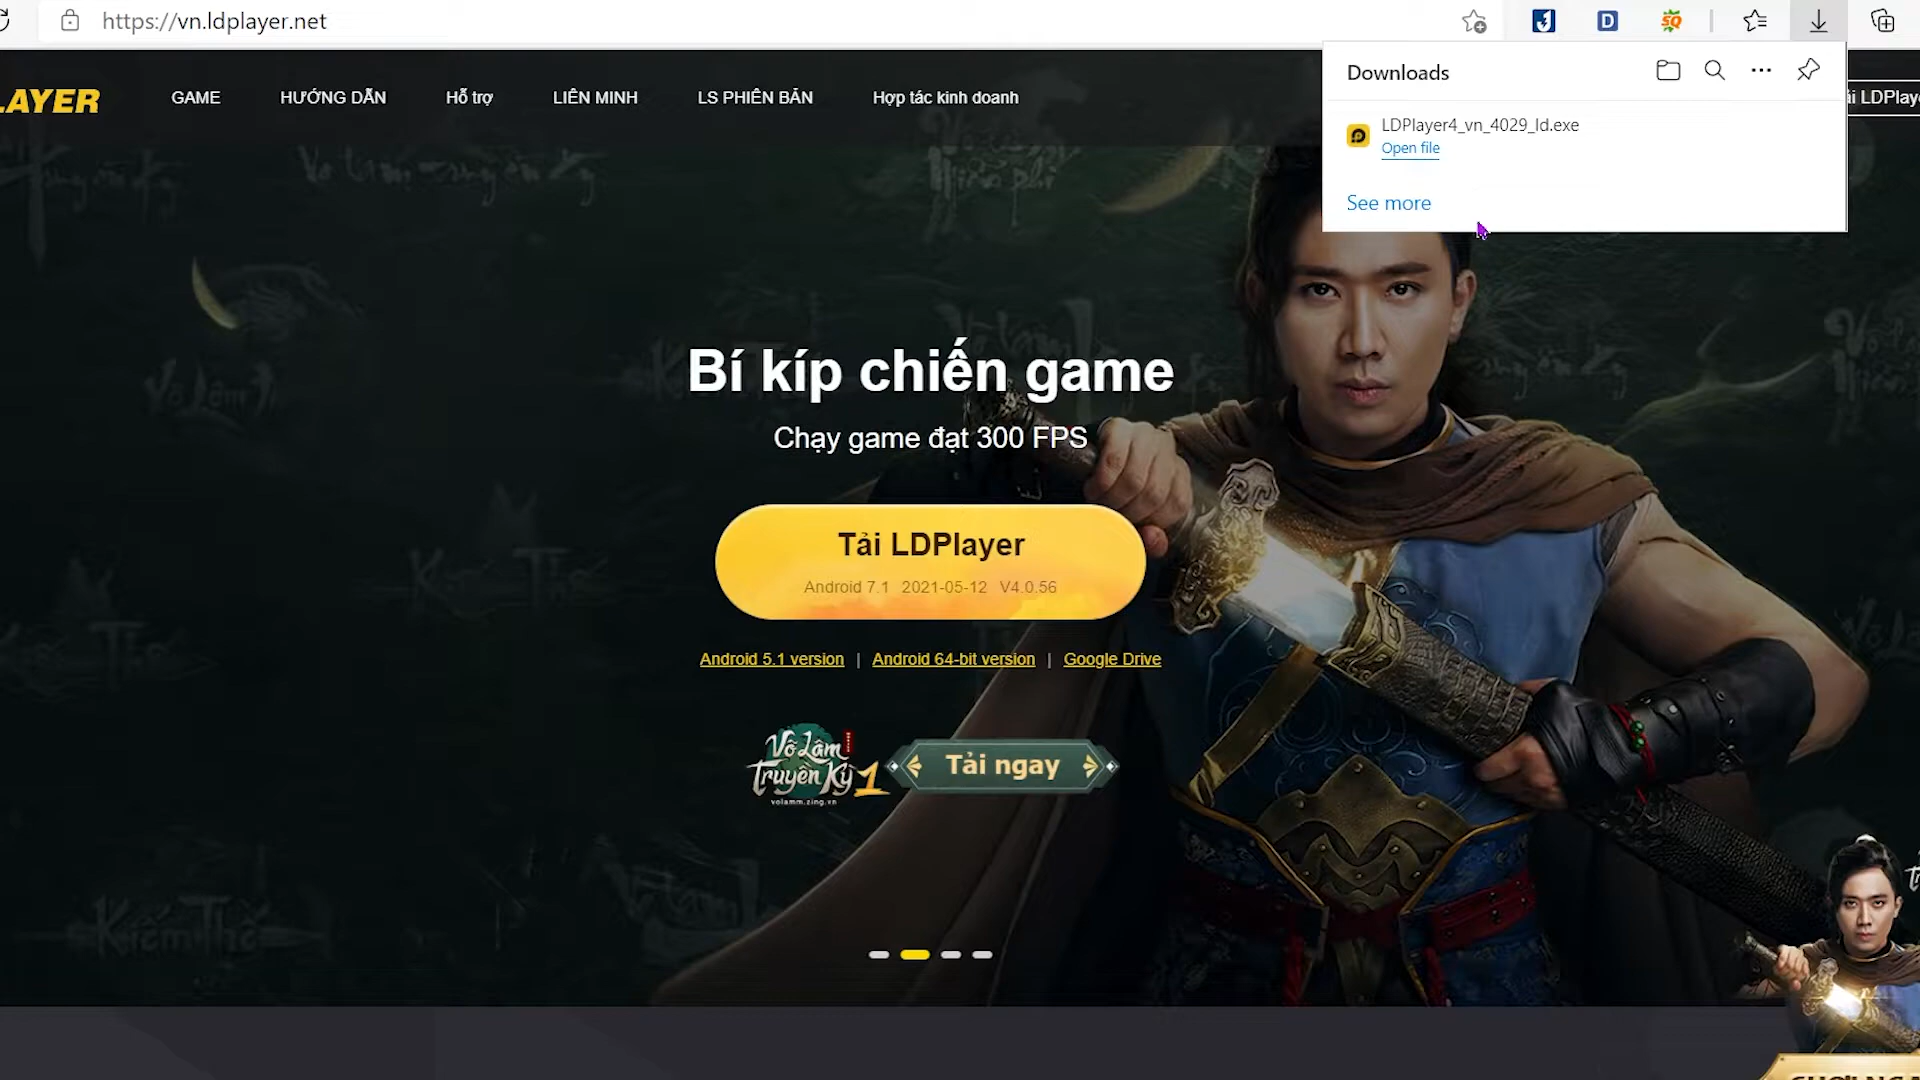 https://vn.ldplayer.net
Downloads
LDPlayer4_vn_4029_ld.exe
Open file
See more
LAYER
GAME
HƯỚNG DẪN
Hỗ trợ
LIÊN MINH
LS PHIÊN BẢN
Hợp tác kinh doanh
ải LDPlaye
Bí kíp chiến game
Chạy game đạt 300 FPS
Tải LDPlayer
Android 7.1 2021-05-12 V4.0.56
Android 5.1 version | Android 64-bit version | Google Drive
Võ Lâm
Truyền Kỳ 1
volamm.zing.vn
Tải ngay